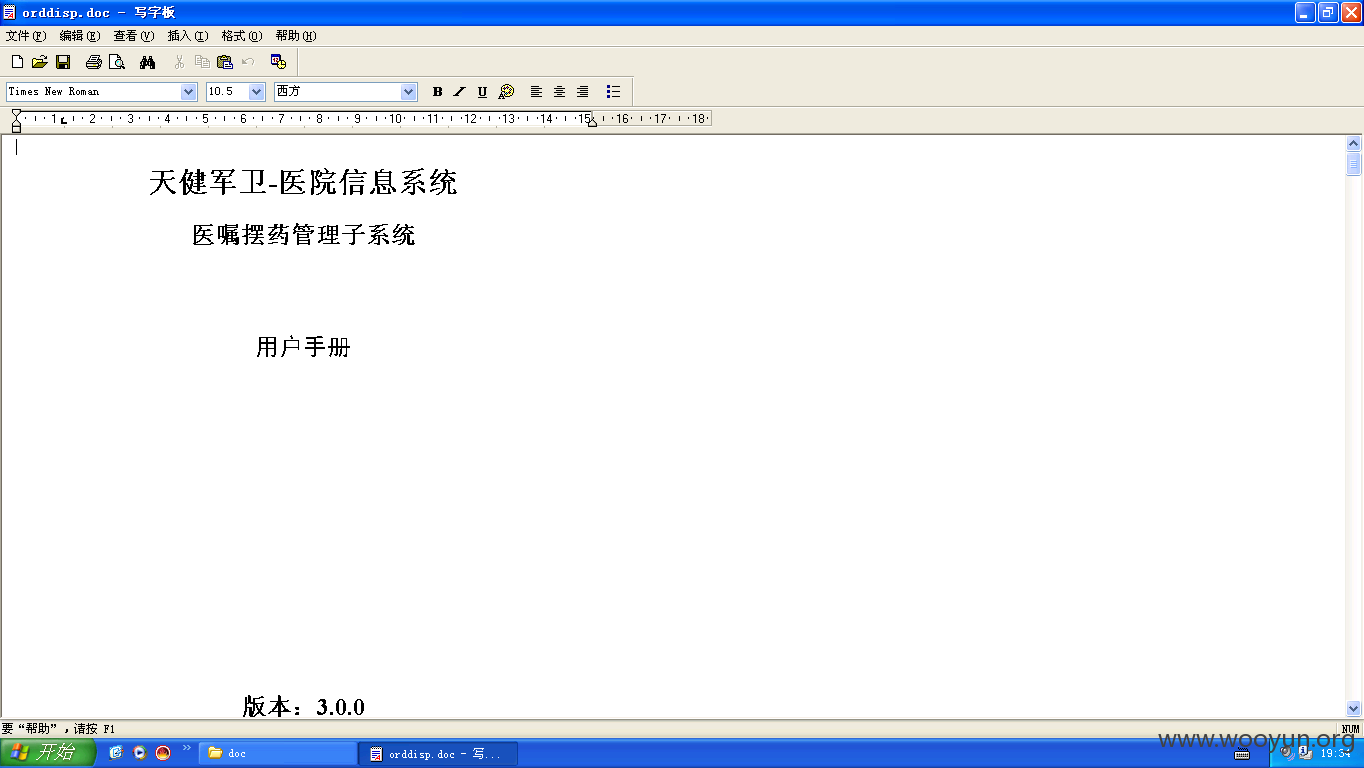 orddisp.doc - 写字板
文件(F) 编辑(E) 查看(V) 插入(I) 格式(O) 帮助(H)
Times New Roman 10.5 西方 B I U
1 2 3 4 5 6 7 8 9 10 11 12 13 14 15 16 17 18
天健军卫-医院信息系统
医嘱摆药管理子系统
用户手册
版本：3.0.0
要“帮助”，请按 F1 NUM
开始 doc orddisp.doc - 写... 19:34
www.wooyun.org